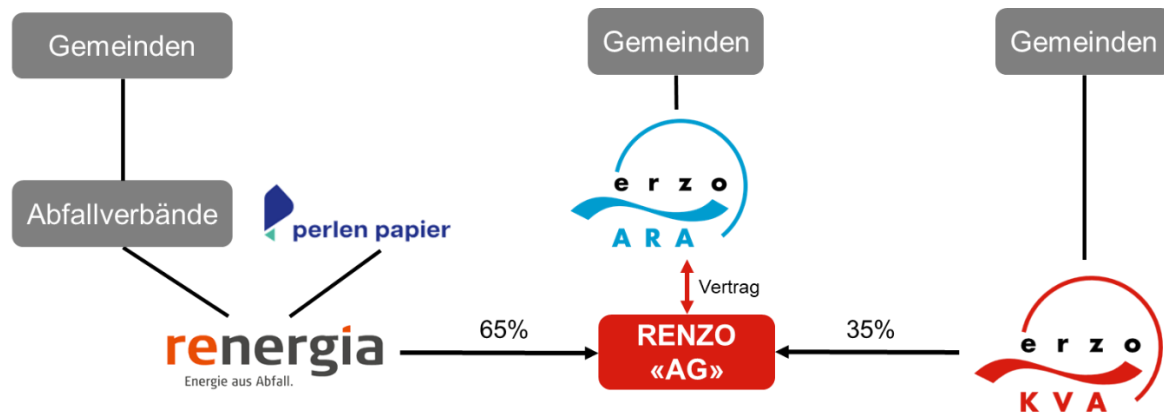 Gemeinden
Gemeinden
Gemeinden
Abfallverbände
perlen papier
erzo
ARA
Vertrag
renergia
Energie aus Abfall.
65%
RENZO
«AG»
35%
erzo
KVA